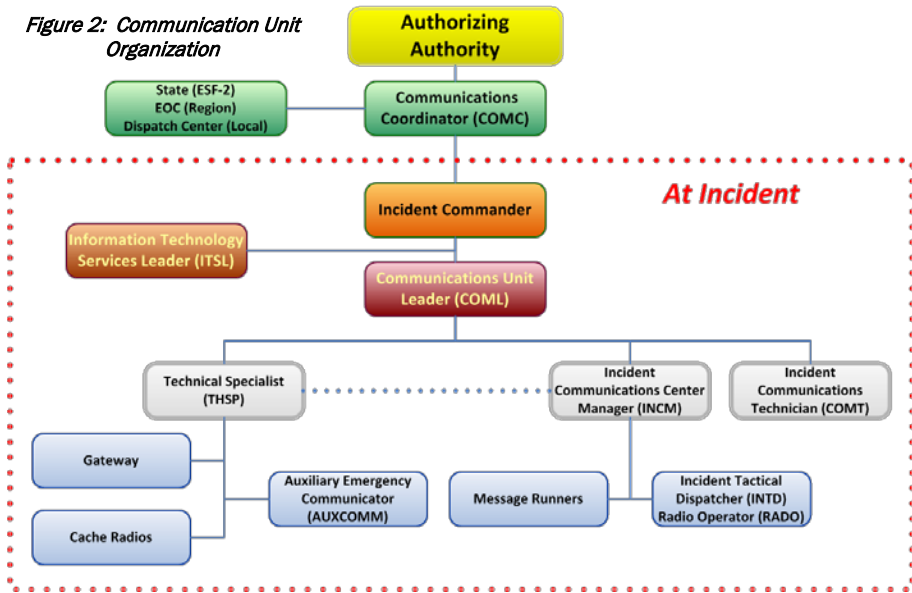 Figure 2:  Communication Unit
Organization
Authorizing
Authority
State (ESF-2)
EOC (Region)
Dispatch Center (Local)
Communications
Coordinator (COMC)
At Incident
Incident Commander
Information Technology
Services Leader (ITSL)
Communications Unit
Leader (COML)
Technical Specialist
(THSP)
Incident
Communications Center
Manager (INCM)
Incident
Communications
Technician (COMT)
Gateway
Auxiliary Emergency
Communicator
(AUXCOMM)
Message Runners
Incident Tactical
Dispatcher (INTD)
Radio Operator (RADO)
Cache Radios